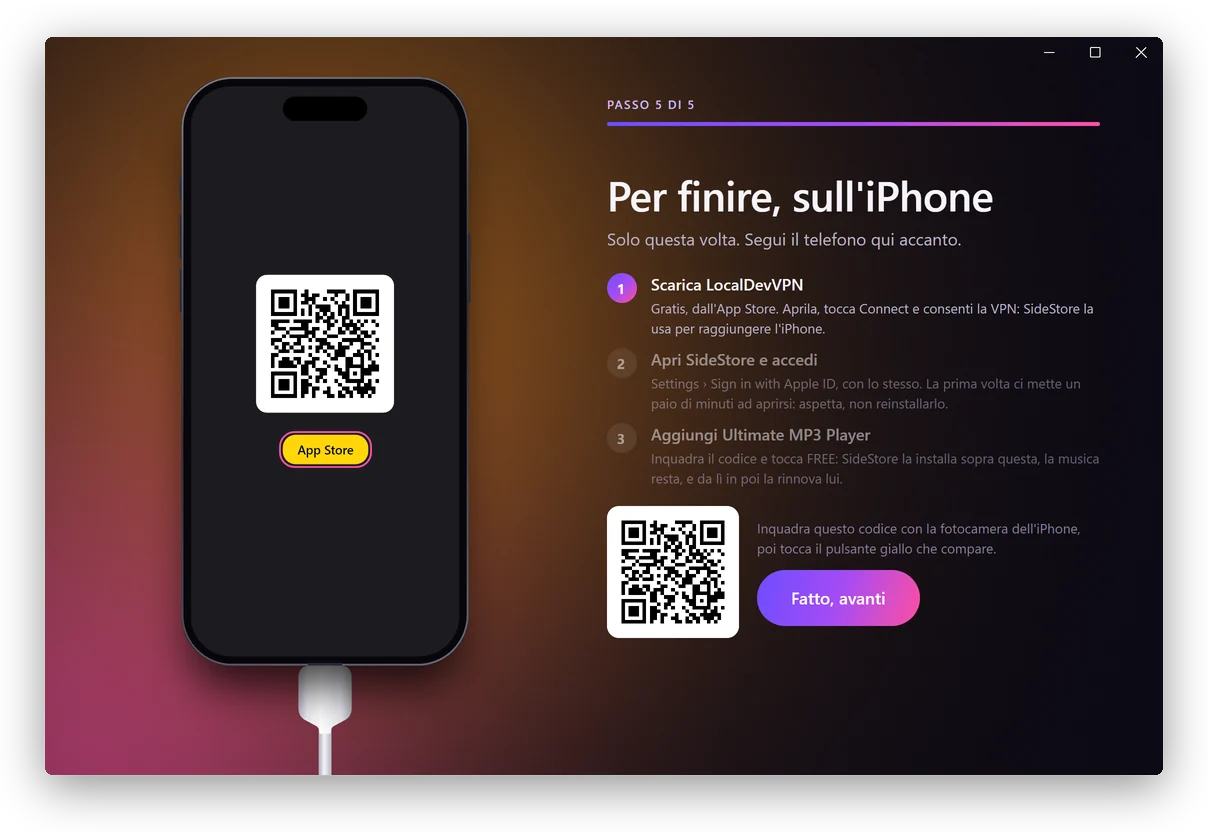 PASSO 5 DI 5
Per finire, sull'iPhone
Solo questa volta. Segui il telefono qui accanto.
1
Scarica LocalDevVPN
Gratis, dall'App Store. Aprila, tocca Connect e consenti la VPN: SideStore la
usa per raggiungere l'iPhone.
2
Apri SideStore e accedi
Settings › Sign in with Apple ID, con lo stesso. La prima volta ci mette un
paio di minuti ad aprirsi: aspetta, non reinstallarlo.
3
Aggiungi Ultimate MP3 Player
Inquadra il codice e tocca FREE: SideStore la installa sopra questa, la musica
resta, e da lì in poi la rinnova lui.
Inquadra questo codice con la fotocamera dell'iPhone,
poi tocca il pulsante giallo che compare.
Fatto, avanti
App Store